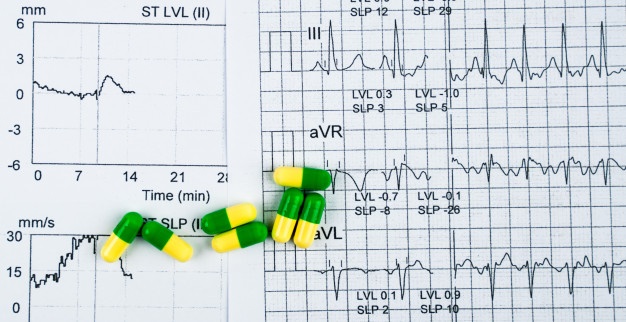 mm
ST LVL (II)
6
3
0
-3
-6
0 7 14 21
Time (min)
mm/s
SLP
30
15
0
SLP 12
SLP 29
III
LVL 0.3
LVL -1.0
SLP 3
SLP 5
aVR
LVL -0.7
LVL -0.1
SLP -8
SLP -26
aVL
LVL 0.1
LVL 0.9
SLP 2
SLP 10